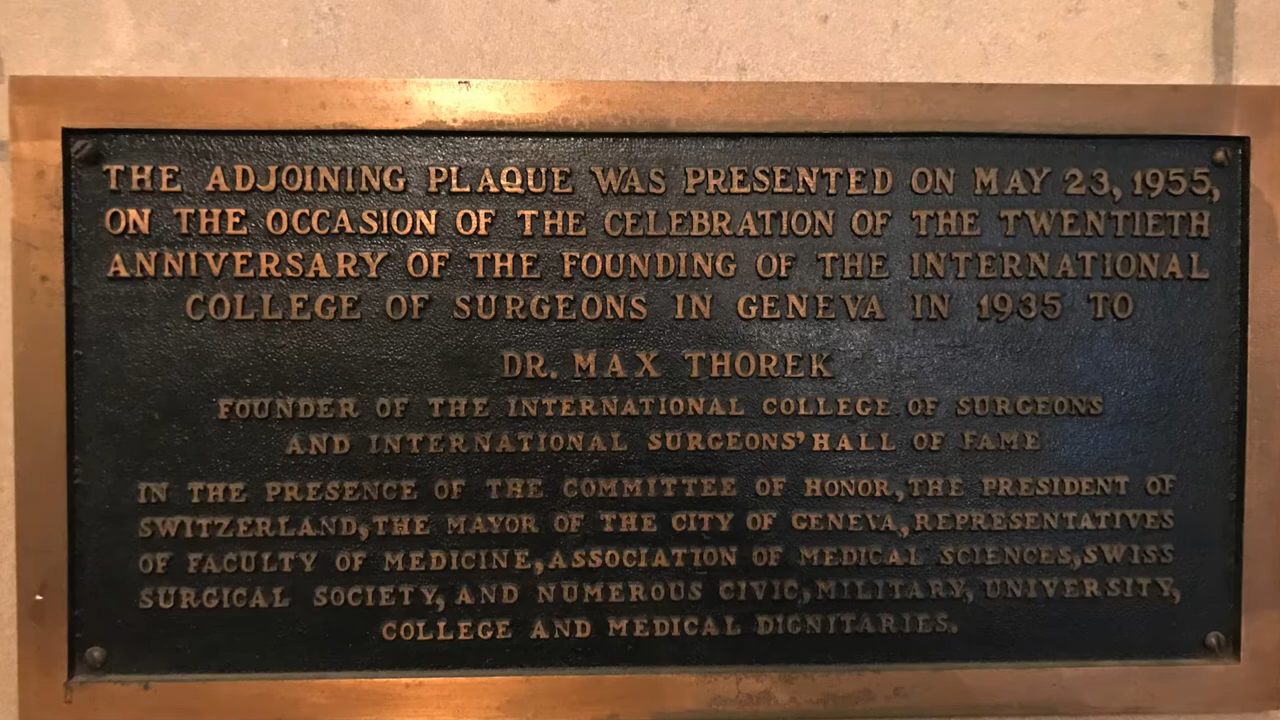 THE ADJOINING PLAQUE WAS PRESENTED ON MAY 23, 1955,
ON THE OCCASION OF THE CELEBRATION OF THE TWENTIETH
ANNIVERSARY OF THE FOUNDING OF THE INTERNATIONAL
COLLEGE OF SURGEONS IN GENEVA IN 1935 TO
DR. MAX THOREK
FOUNDER OF THE INTERNATIONAL COLLEGE OF SURGEONS
AND INTERNATIONAL SURGEONS' HALL OF FAME
IN THE PRESENCE OF THE COMMITTEE OF HONOR, THE PRESIDENT OF
SWITZERLAND, THE MAYOR OF THE CITY OF GENEVA, REPRESENTATIVES
OF FACULTY OF MEDICINE, ASSOCIATION OF MEDICAL SCIENCES, SWISS
SURGICAL SOCIETY, AND NUMEROUS CIVIC, MILITARY, UNIVERSITY,
COLLEGE AND MEDICAL DIGNITARIES.